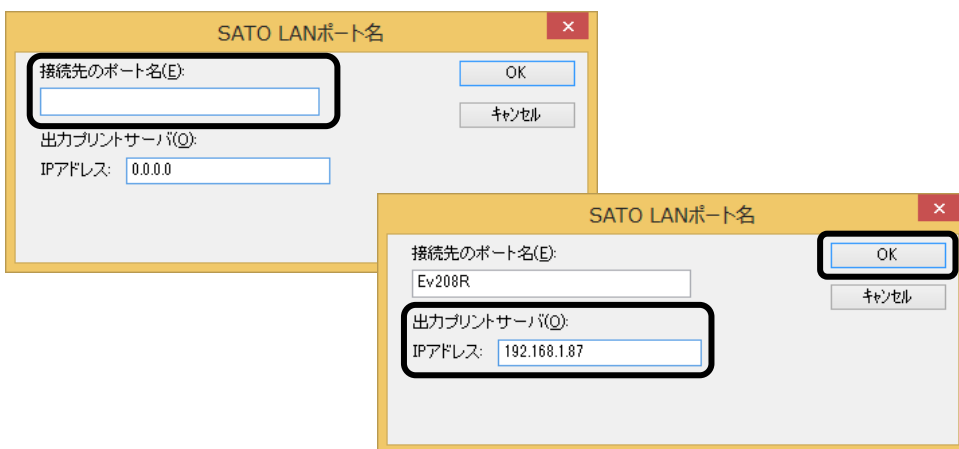 SATO LANポート名
接続先のポート名(E):
OK
キャンセル
出力プリントサーバ(O):
IPアドレス: 0.0.0.0
SATO LANポート名
接続先のポート名(E):
OK
Ev208R
キャンセル
出力プリントサーバ(O):
IPアドレス: 192.168.1.87